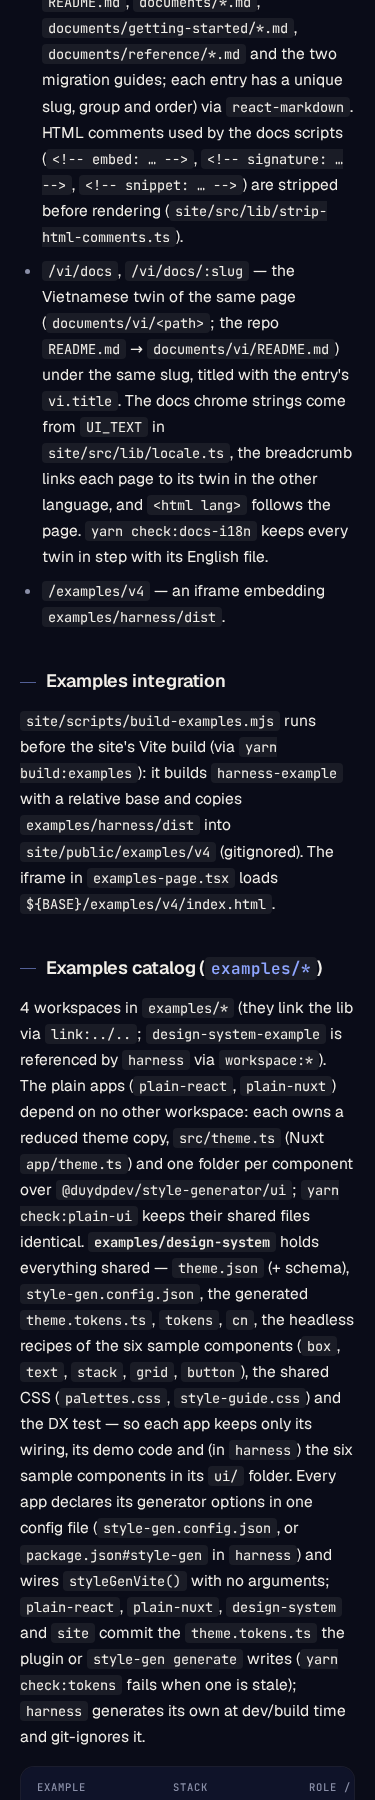 README.md , documents/*.md ,
documents/getting-started/*.md ,
documents/reference/*.md and the two
migration guides; each entry has a unique
slug, group and order) via react-markdown .
HTML comments used by the docs scripts
( <!-- embed: … --> , <!-- signature: …
--> , <!-- snippet: … --> ) are stripped
before rendering ( site/src/lib/strip-
html-comments.ts ).
• /vi/docs , /vi/docs/:slug — the
Vietnamese twin of the same page
( documents/vi/<path> ; the repo
README.md → documents/vi/README.md )
under the same slug, titled with the entry's
vi.title . The docs chrome strings come
from UI_TEXT in
site/src/lib/locale.ts , the breadcrumb
links each page to its twin in the other
language, and <html lang> follows the
page. yarn check:docs-i18n keeps every
twin in step with its English file.
• /examples/v4 — an iframe embedding
examples/harness/dist .
— Examples integration
site/scripts/build-examples.mjs runs
before the site's Vite build (via yarn
build:examples ): it builds harness-example
with a relative base and copies
examples/harness/dist into
site/public/examples/v4 (gitignored). The
iframe in examples-page.tsx loads
${BASE}/examples/v4/index.html .
— Examples catalog ( examples/* )
4 workspaces in examples/* (they link the lib
via link:../.. ; design-system-example is
referenced by harness via workspace:* ).
The plain apps ( plain-react , plain-nuxt )
depend on no other workspace: each owns a
reduced theme copy, src/theme.ts (Nuxt
app/theme.ts ) and one folder per component
over @duydpdev/style-generator/ui ; yarn
check:plain-ui keeps their shared files
identical. examples/design-system holds
everything shared — theme.json (+ schema),
style-gen.config.json , the generated
theme.tokens.ts , tokens , cn , the headless
recipes of the six sample components ( box ,
text , stack , grid , button ), the shared
CSS ( palettes.css , style-guide.css ) and
the DX test — so each app keeps only its
wiring, its demo code and (in harness ) the six
sample components in its ui/ folder. Every
app declares its generator options in one
config file ( style-gen.config.json , or
package.json#style-gen in harness ) and
wires styleGenVite() with no arguments;
plain-react , plain-nuxt , design-system
and site commit the theme.tokens.ts the
plugin or style-gen generate writes ( yarn
check:tokens fails when one is stale);
harness generates its own at dev/build time
and git-ignores it.
EXAMPLE STACK ROLE /